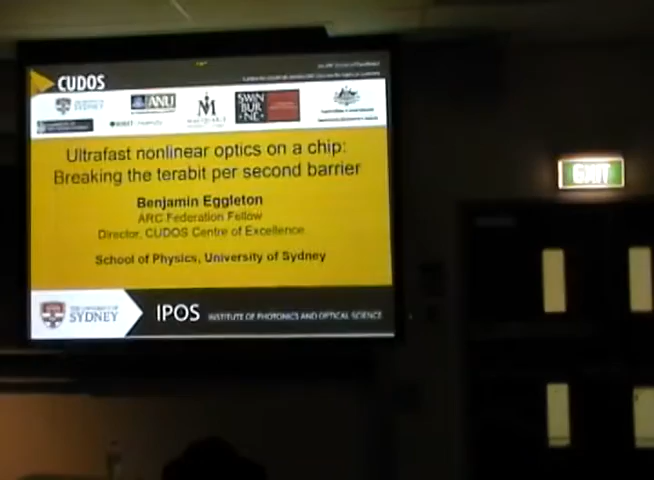 CUDOS
SYDNEY
ANU
MACQUARIE
SWIN
BUR
NE
Ultrafast nonlinear optics on a chip:
Breaking the terabit per second barrier
Benjamin Eggleton
ARC Federation Fellow
Director, CUDOS Centre of Excellence
School of Physics, University of Sydney
THE UNIVERSITY OF
SYDNEY
IPOS INSTITUTE OF PHOTONICS AND OPTICAL SCIENCE
EXIT